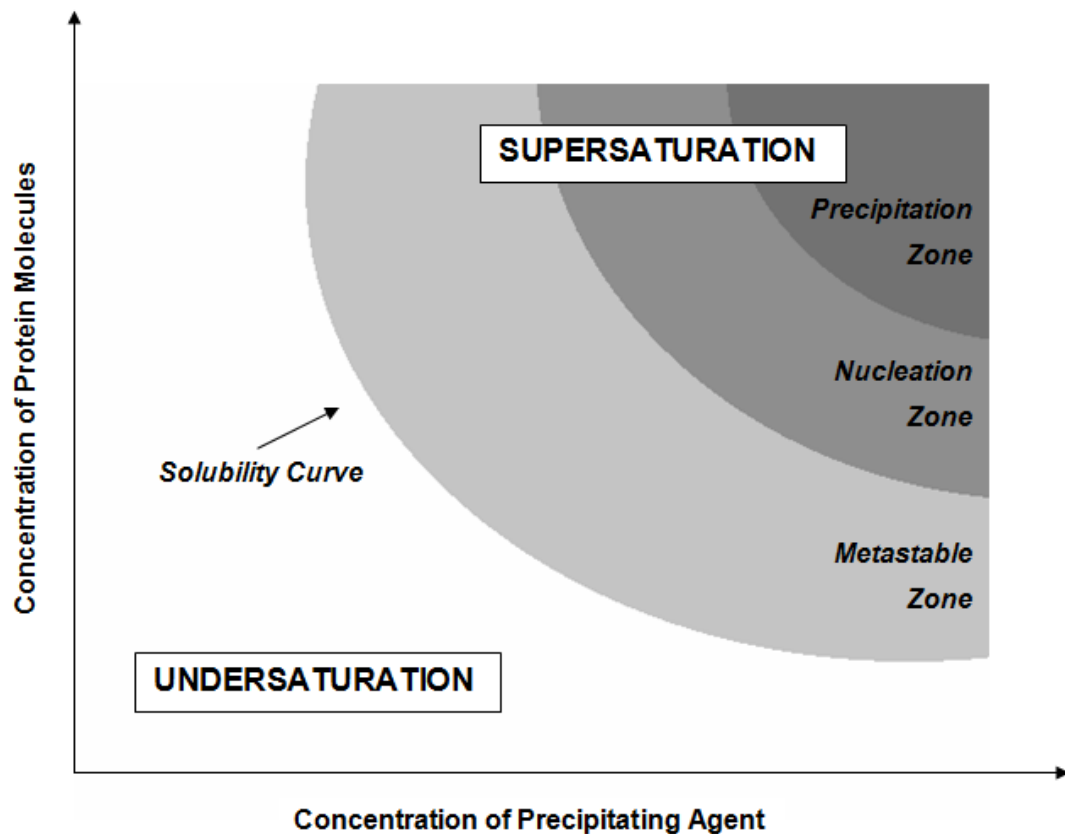 Concentration of Protein Molecules
SUPERSATURATION
Precipitation
Zone
Nucleation
Zone
Solubility Curve
Metastable
Zone
UNDERSATURATION
Concentration of Precipitating Agent